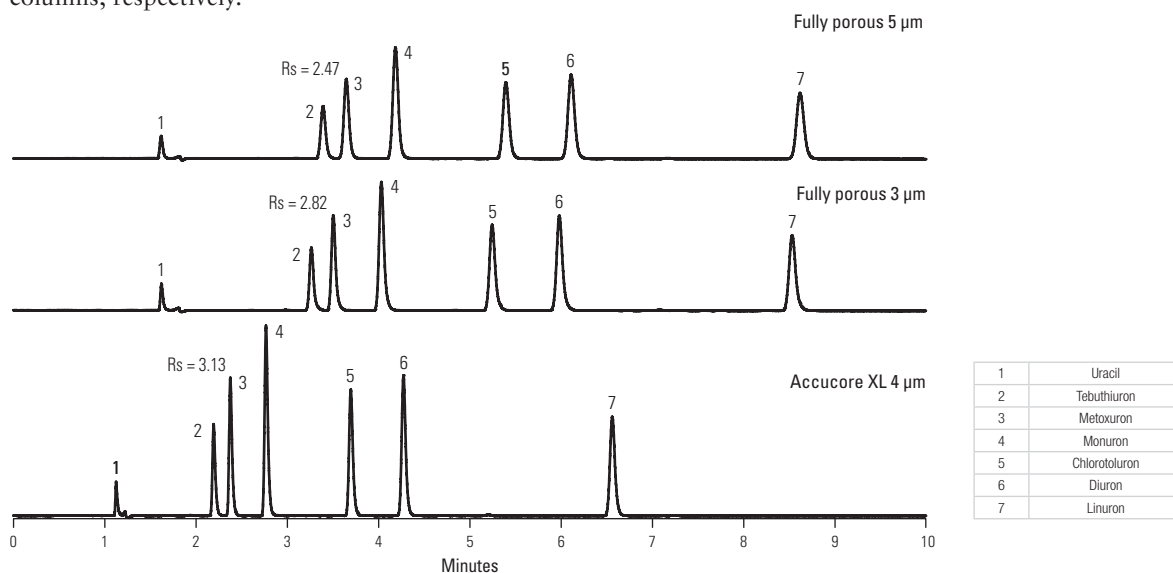 columns, respectively.
Fully porous 5 µm
Rs = 2.47
1
2
3
4
5
6
7
Fully porous 3 µm
Rs = 2.82
1
2
3
4
5
6
7
Accucore XL 4 µm
Rs = 3.13
1
2
3
4
5
6
7
0 1 2 3 4 5 6 7 8 9 10
Minutes
1 Uracil
2 Tebuthiuron
3 Metoxuron
4 Monuron
5 Chlorotoluron
6 Diuron
7 Linuron